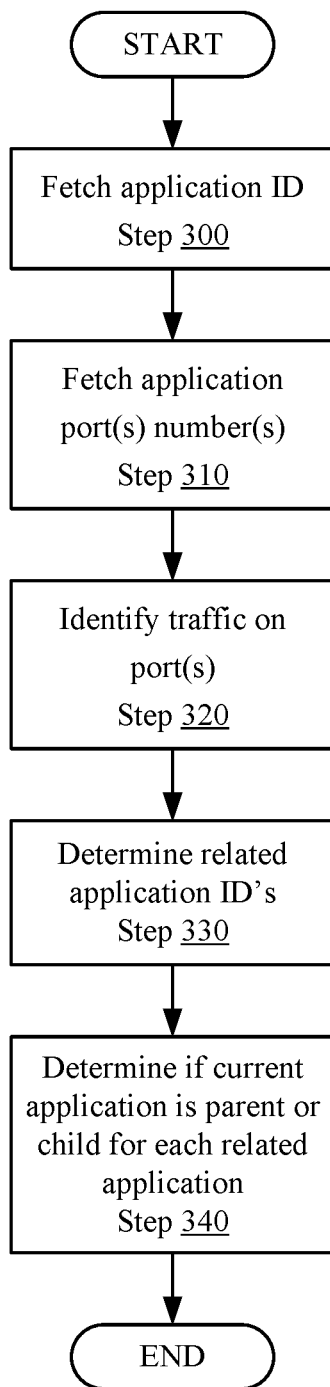 START
Fetch application ID
Step 300
Fetch application
port(s) number(s)
Step 310
Identify traffic on
port(s)
Step 320
Determine related
application ID’s
Step 330
Determine if current
application is parent or
child for each related
application
Step 340
END